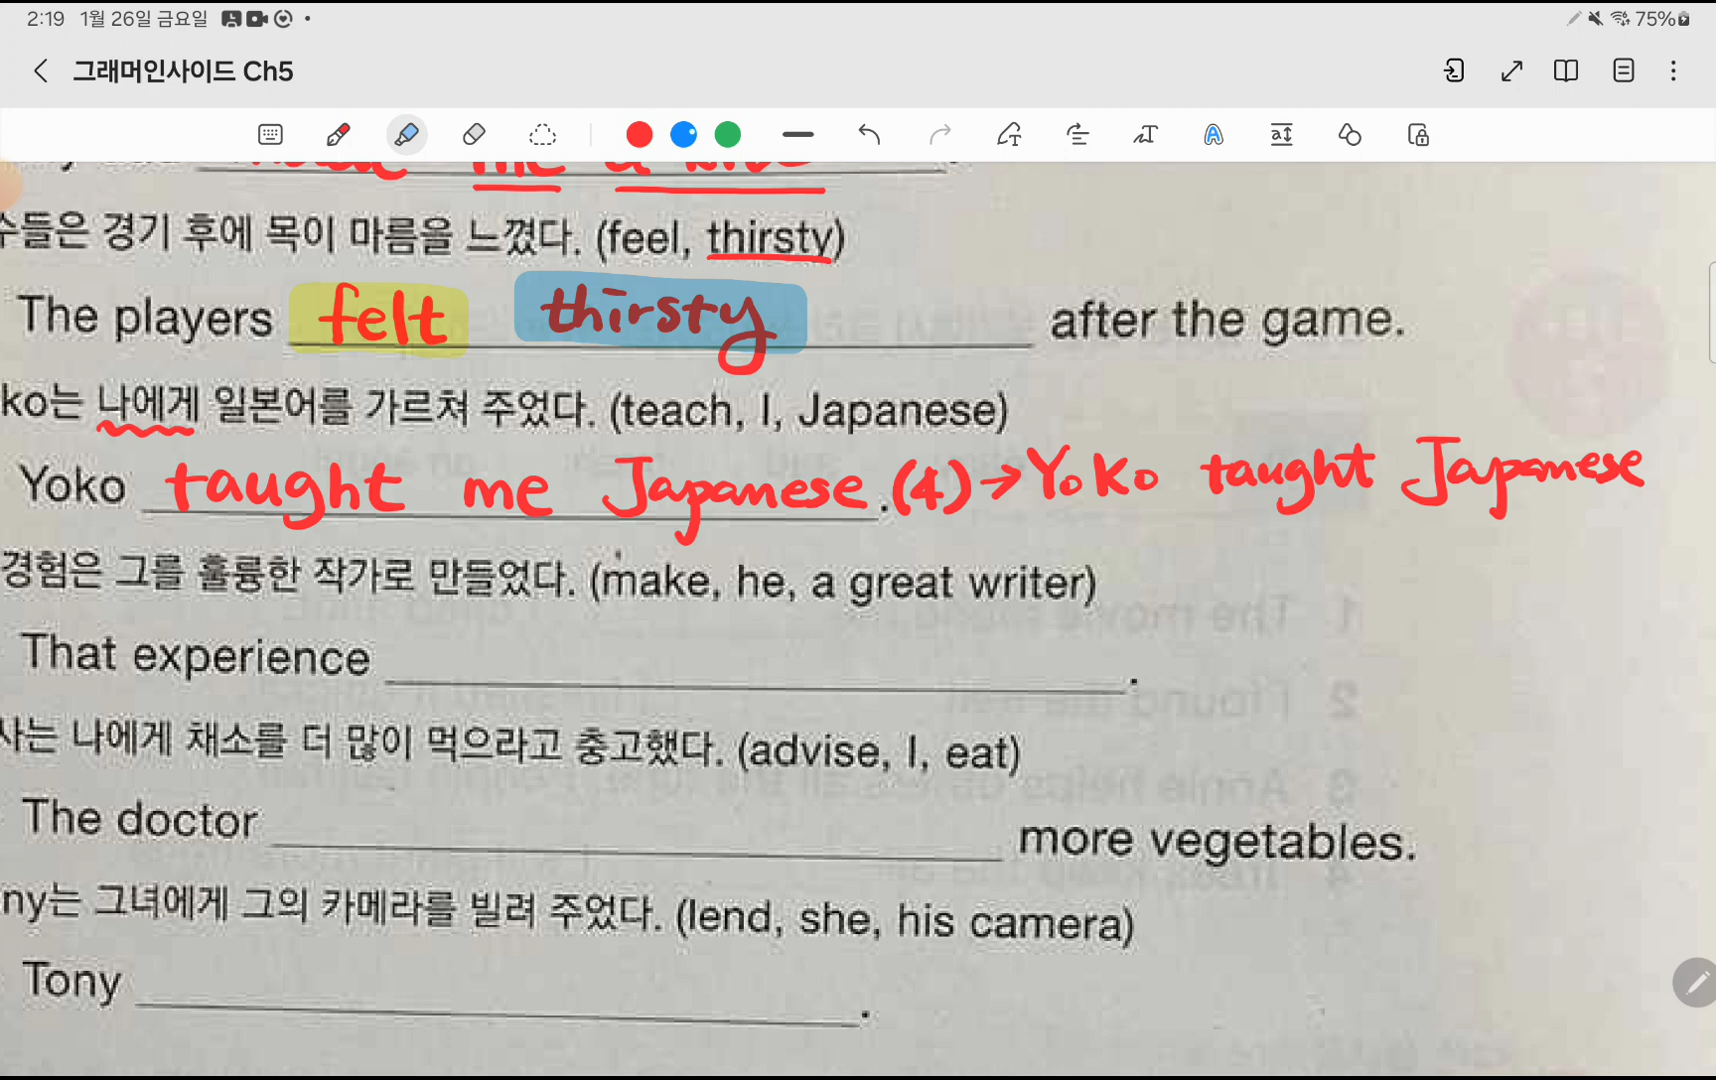 2:19 1월 26일 금요일 75%
그래머인사이드 Ch5
수들은 경기 후에 목이 마름을 느꼈다. (feel, thirsty)
The players felt thirsty after the game.
ko는 나에게 일본어를 가르쳐 주었다. (teach, I, Japanese)
Yoko taught me Japanese. (4) → Yoko taught Japanese
경험은 그를 훌륭한 작가로 만들었다. (make, he, a great writer)
That experience .
사는 나에게 채소를 더 많이 먹으라고 충고했다. (advise, I, eat)
The doctor more vegetables.
ny는 그녀에게 그의 카메라를 빌려 주었다. (lend, she, his camera)
Tony .